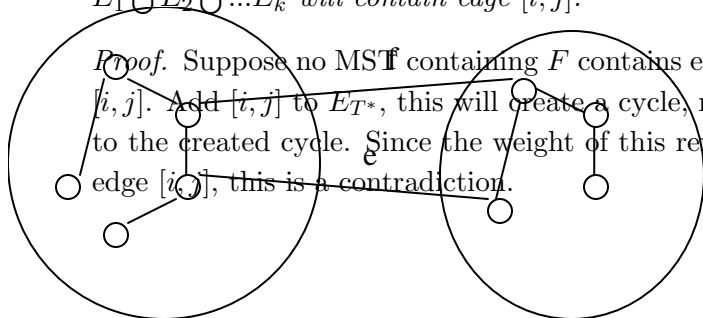 E₁ ⋃ E₂ ⋃ ...Eₖ will contain edge [i, j].
Proof. Suppose no MST containing F contains e
f
[i, j]. Add [i, j] to E_{T*}, this will create a cycle,
to the created cycle. Since the weight of this re
e
edge [i, j], this is a contradiction.